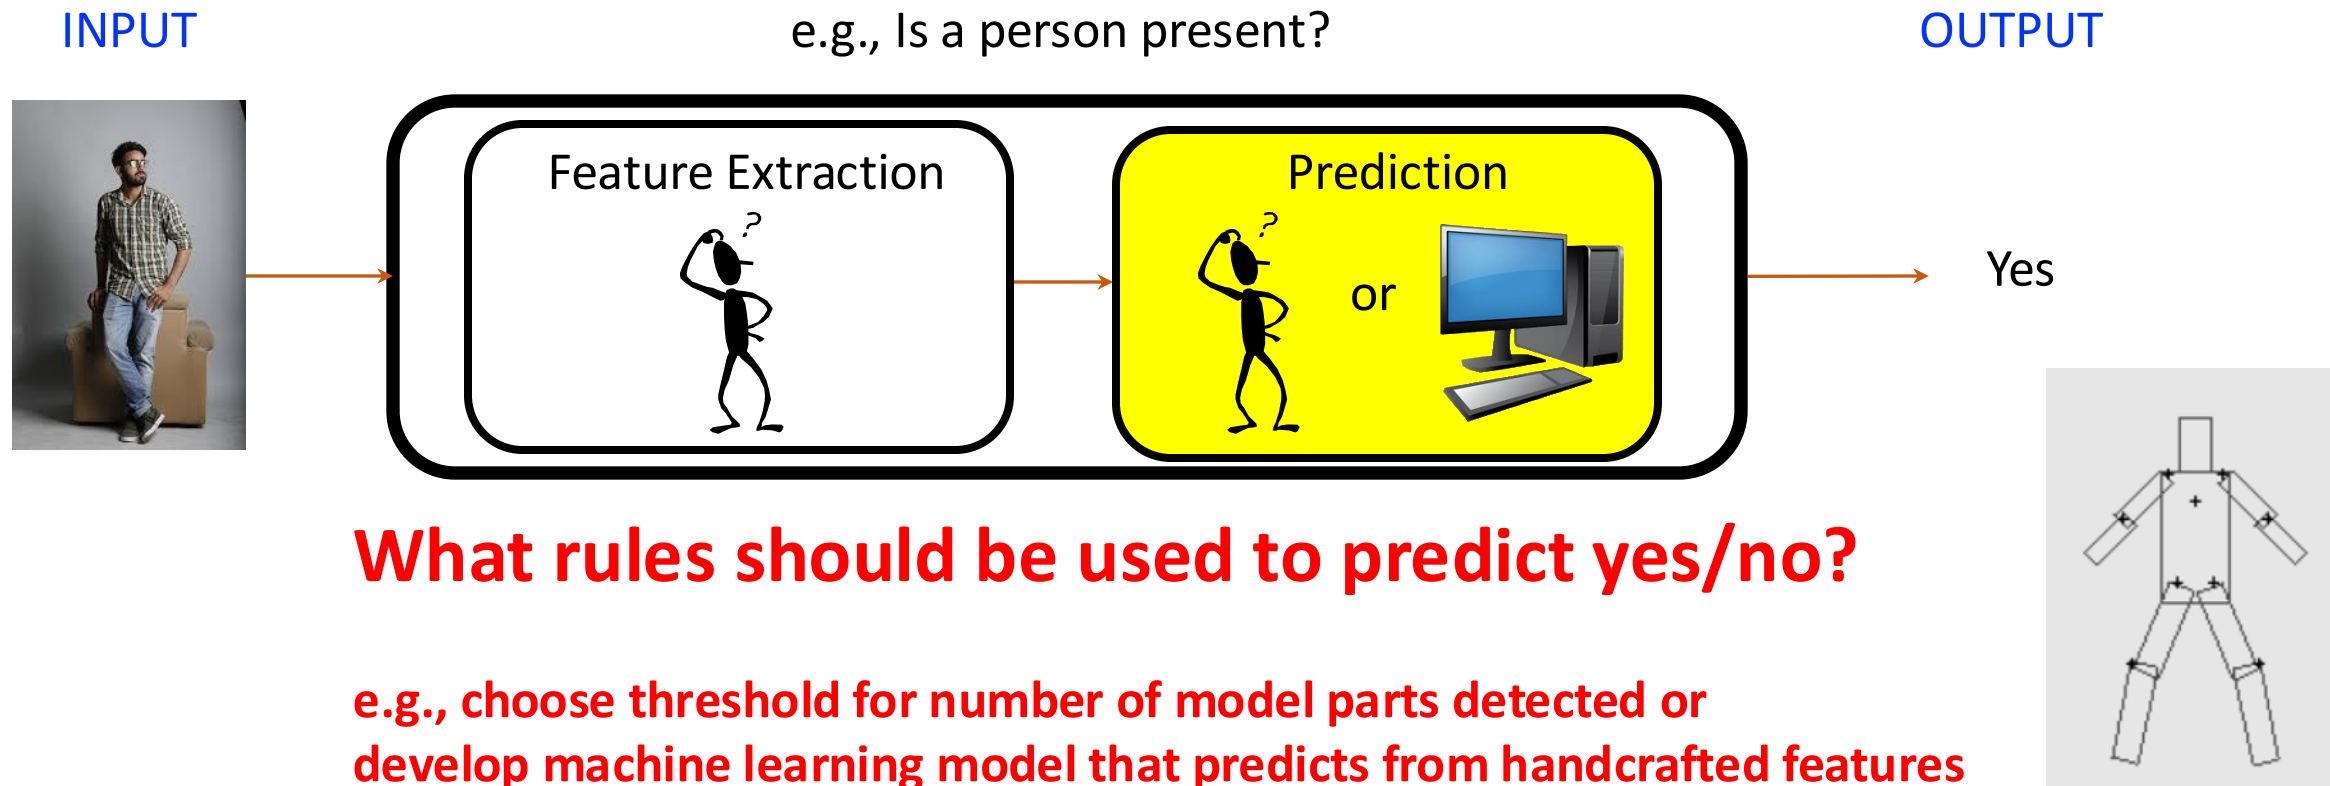 INPUT
e.g., Is a person present?
OUTPUT
Feature Extraction
?
Prediction
?
or
Yes
What rules should be used to predict yes/no?
e.g., choose threshold for number of model parts detected or
develop machine learning model that predicts from handcrafted features